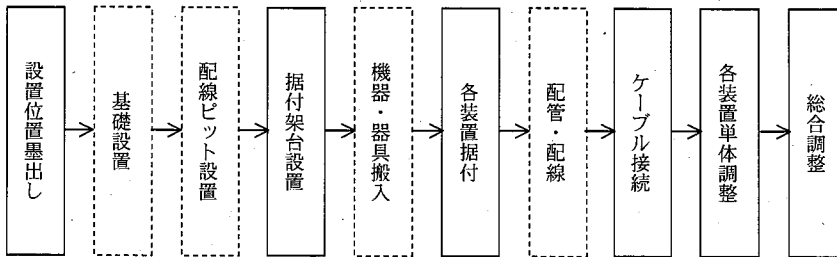 設置位置墨出し
基礎設置
配線ピット設置
据付架台設置
機器・器具搬入
各装置据付
配管・配線
ケーブル接続
各装置単体調整
総合調整